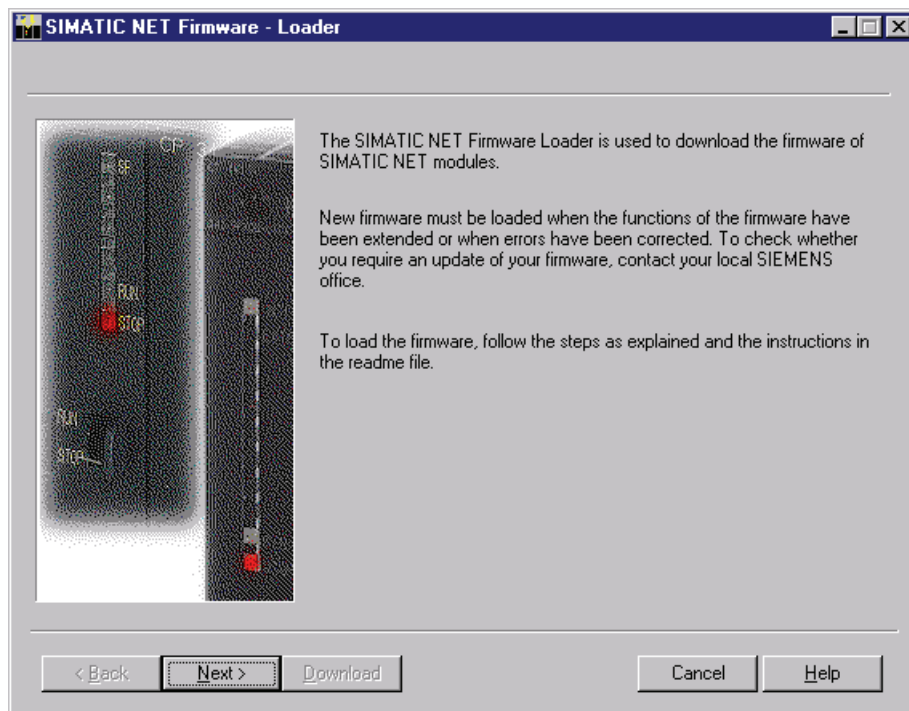 SIMATIC NET Firmware - Loader
The SIMATIC NET Firmware Loader is used to download the firmware of
SIMATIC NET modules.
New firmware must be loaded when the functions of the firmware have
been extended or when errors have been corrected. To check whether
you require an update of your firmware, contact your local SIEMENS
office.
To load the firmware, follow the steps as explained and the instructions in
the readme file.
CP 3
SF
RUN
STOP
RUN
STOP
< Back
Next >
Download
Cancel
Help